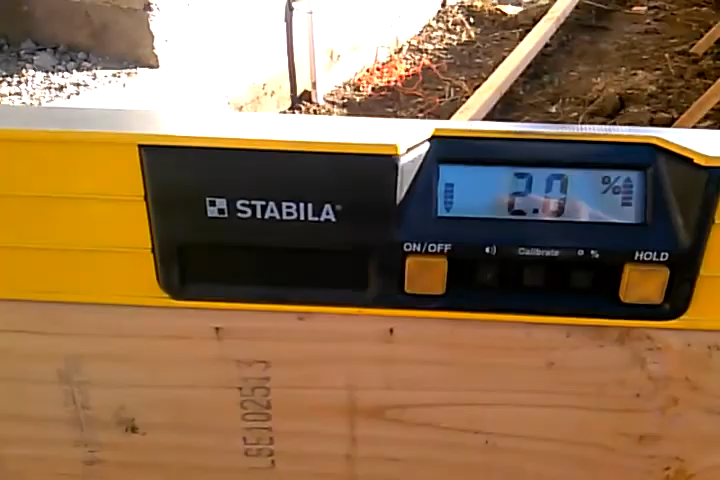 STABILA
2.0 %
ON/OFF
Calibrate
° %
HOLD
LSE102513